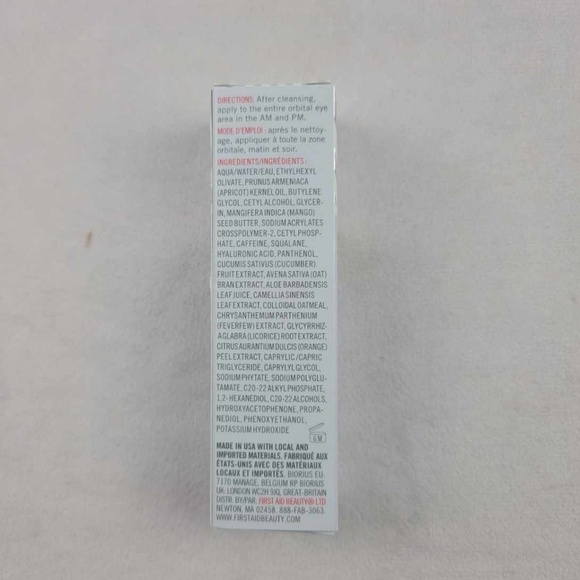 DIRECTIONS: After cleansing,
apply to the entire orbital eye
area in the AM and PM.
MODE D'EMPLOI : après le nettoy-
age, appliquer à toute la zone
orbitale, matin et soir.
INGREDIENTS/INGRÉDIENTS :
AQUA/WATER/EAU, ETHYLHEXYL
OLIVATE, PRUNUS ARMENIACA
(APRICOT) KERNEL OIL, BUTYLENE
GLYCOL, CETYL ALCOHOL, GLYCER-
IN, MANGIFERA INDICA (MANGO)
SEED BUTTER, SODIUM ACRYLATES
CROSSPOLYMER-2, CETYL PHOSP-
HATE, CAFFEINE, SQUALANE,
HYALURONIC ACID, PANTHENOL,
CUCUMIS SATIVUS (CUCUMBER)
FRUIT EXTRACT, AVENA SATIVA (OAT)
BRAN EXTRACT, ALOE BARBADENSIS
LEAF JUICE, CAMELLIA SINENSIS
LEAF EXTRACT, COLLOIDAL OATMEAL,
CHRYSANTHEMUM PARTHENIUM
(FEVERFEW) EXTRACT, GLYCYRRHIZ-
A GLABRA (LICORICE) ROOT EXTRACT,
CITRUS AURANTIUM DULCIS (ORANGE)
PEEL EXTRACT, CAPRYLIC / CAPRIC
TRIGLYCERIDE, CAPRYLYL GLYCOL,
SODIUM PHYTATE, SODIUM POLYGLU-
TAMATE, C20-22 ALKYL PHOSPHATE,
1,2- HEXANEDIOL, C20-22 ALCOHOLS,
HYDROXYACETOPHENONE, PROPA-
NEDIOL, PHENOXYETHANOL,
POTASSIUM HYDROXIDE
6M
MADE IN USA WITH LOCAL AND
IMPORTED MATERIALS. FABRIQUÉ AUX
ÉTATS-UNIS AVEC DES MATÉRIAUX
LOCAUX ET IMPORTÉS. BIORIUS EU:
7170 MANAGE, BELGIUM RP BIORIUS
UK: LONDON WC2H 9JQ, GREAT-BRITAIN
DISTR. BY/PAR: FIRST AID BEAUTY® LTD
NEWTON, MA 02458. 888-FAB-3063.
WWW.FIRSTAIDBEAUTY.COM